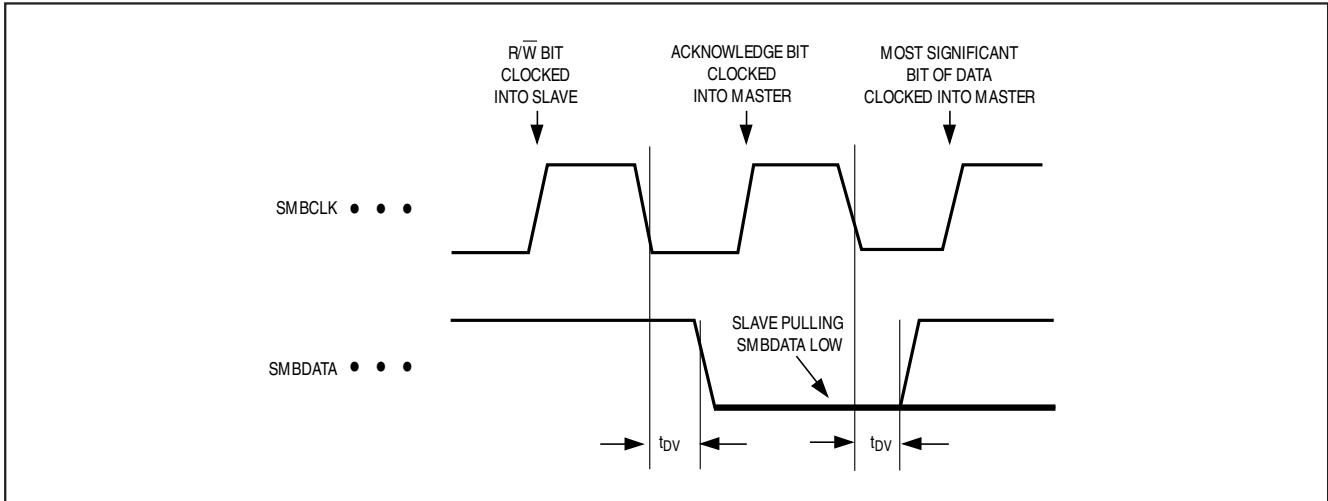 R/W̅ BIT
CLOCKED
INTO SLAVE
ACKNOWLEDGE BIT
CLOCKED
INTO MASTER
MOST SIGNIFICANT
BIT OF DATA
CLOCKED INTO MASTER
SMBCLK • • •
SLAVE PULLING
SMBDATA LOW
SMBDATA • • •
tDV
tDV